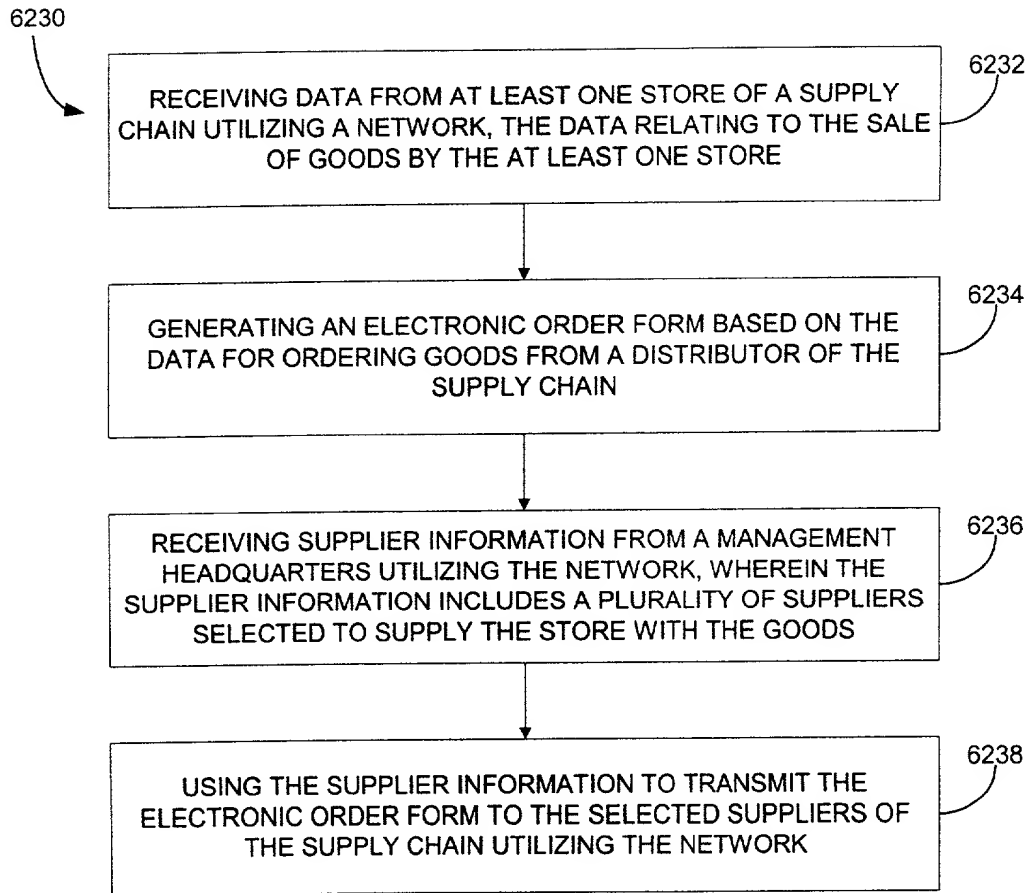 6230
6232
RECEIVING DATA FROM AT LEAST ONE STORE OF A SUPPLY
CHAIN UTILIZING A NETWORK, THE DATA RELATING TO THE SALE
OF GOODS BY THE AT LEAST ONE STORE
6234
GENERATING AN ELECTRONIC ORDER FORM BASED ON THE
DATA FOR ORDERING GOODS FROM A DISTRIBUTOR OF THE
SUPPLY CHAIN
6236
RECEIVING SUPPLIER INFORMATION FROM A MANAGEMENT
HEADQUARTERS UTILIZING THE NETWORK, WHEREIN THE
SUPPLIER INFORMATION INCLUDES A PLURALITY OF SUPPLIERS
SELECTED TO SUPPLY THE STORE WITH THE GOODS
6238
USING THE SUPPLIER INFORMATION TO TRANSMIT THE
ELECTRONIC ORDER FORM TO THE SELECTED SUPPLIERS OF
THE SUPPLY CHAIN UTILIZING THE NETWORK